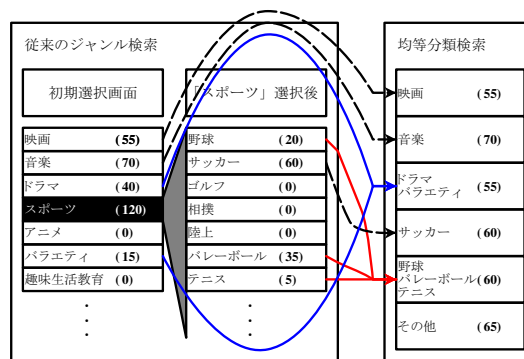 従来のジャンル検索
初期選択画面
映画 (55)
音楽 (70)
ドラマ (40)
スポーツ (120)
アニメ (0)
バラエティ (15)
趣味生活教育 (0)
「スポーツ」選択後
野球 (20)
サッカー (60)
ゴルフ (0)
相撲 (0)
陸上 (0)
バレーボール (35)
テニス (5)
均等分類検索
映画 (55)
音楽 (70)
ドラマ
バラエティ (55)
サッカー (60)
野球
バレーボール (60)
テニス
その他 (65)